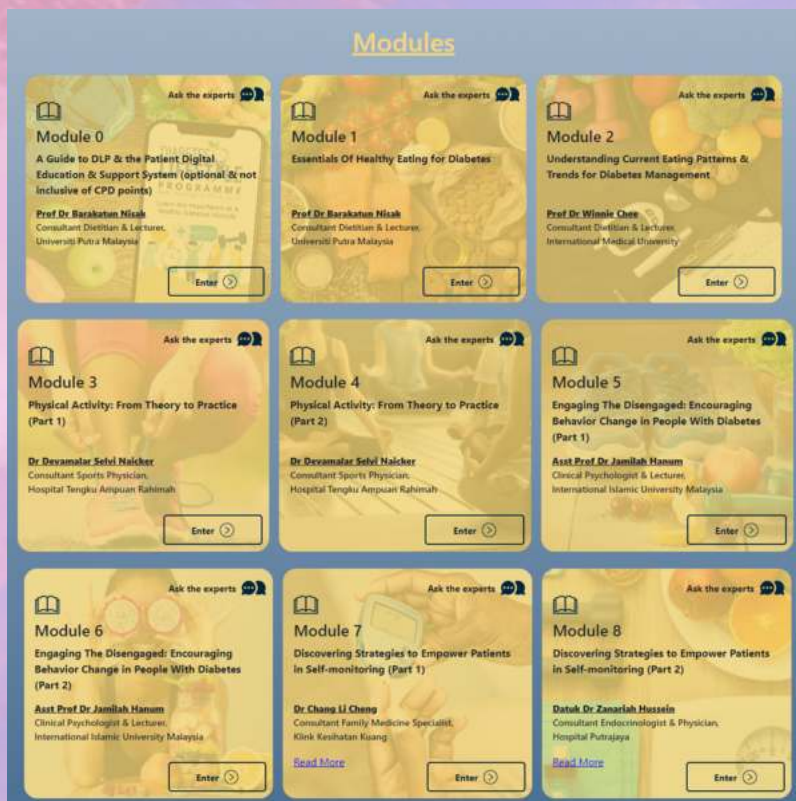 Modules
Ask the experts
Module 0
A Guide to DLP & the Patient Digital
Education & Support System (optional & not
inclusive of CPD points)
Prof Dr Barakatun Nisak
Consultant Dietitian & Lecturer,
Universiti Putra Malaysia
Enter
Ask the experts
Module 1
Essentials Of Healthy Eating for Diabetes
Prof Dr Barakatun Nisak
Consultant Dietitian & Lecturer,
Universiti Putra Malaysia
Enter
Ask the experts
Module 2
Understanding Current Eating Patterns &
Trends for Diabetes Management
Prof Dr Winnie Chee
Consultant Dietitian & Lecturer,
International Medical University
Enter
Ask the experts
Module 3
Physical Activity: From Theory to Practice
(Part 1)
Dr Devamalar Selvi Naicker
Consultant Sports Physician,
Hospital Tengku Ampuan Rahimah
Enter
Ask the experts
Module 4
Physical Activity: From Theory to Practice
(Part 2)
Dr Devamalar Selvi Naicker
Consultant Sports Physician,
Hospital Tengku Ampuan Rahimah
Enter
Ask the experts
Module 5
Engaging The Disengaged: Encouraging
Behavior Change in People With Diabetes
(Part 1)
Asst Prof Dr Jamilah Hanum
Clinical Psychologist & Lecturer,
International Islamic University Malaysia
Enter
Ask the experts
Module 6
Engaging The Disengaged: Encouraging
Behavior Change in People With Diabetes
(Part 2)
Asst Prof Dr Jamilah Hanum
Clinical Psychologist & Lecturer,
International Islamic University Malaysia
Enter
Ask the experts
Module 7
Discovering Strategies to Empower Patients
in Self-monitoring (Part 1)
Dr Chang Li Cheng
Consultant Family Medicine Specialist,
Klink Kesihatan Kuang
Read More
Enter
Ask the experts
Module 8
Discovering Strategies to Empower Patients
in Self-monitoring (Part 2)
Datuk Dr Zanariah Hussein
Consultant Endocrinologist & Physician,
Hospital Putrajaya
Read More
Enter